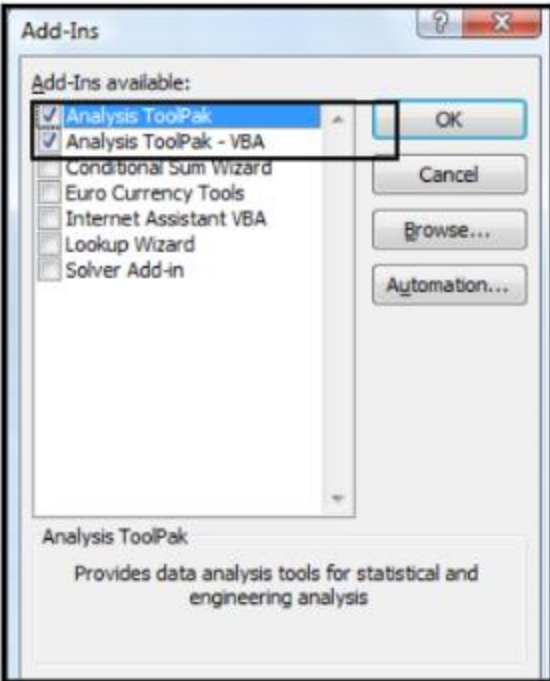 Add-Ins
Add-Ins available:
Analysis ToolPak
Analysis ToolPak - VBA
Conditional Sum Wizard
Euro Currency Tools
Internet Assistant VBA
Lookup Wizard
Solver Add-in
OK
Cancel
Browse...
Automation...
Analysis ToolPak
Provides data analysis tools for statistical and
engineering analysis